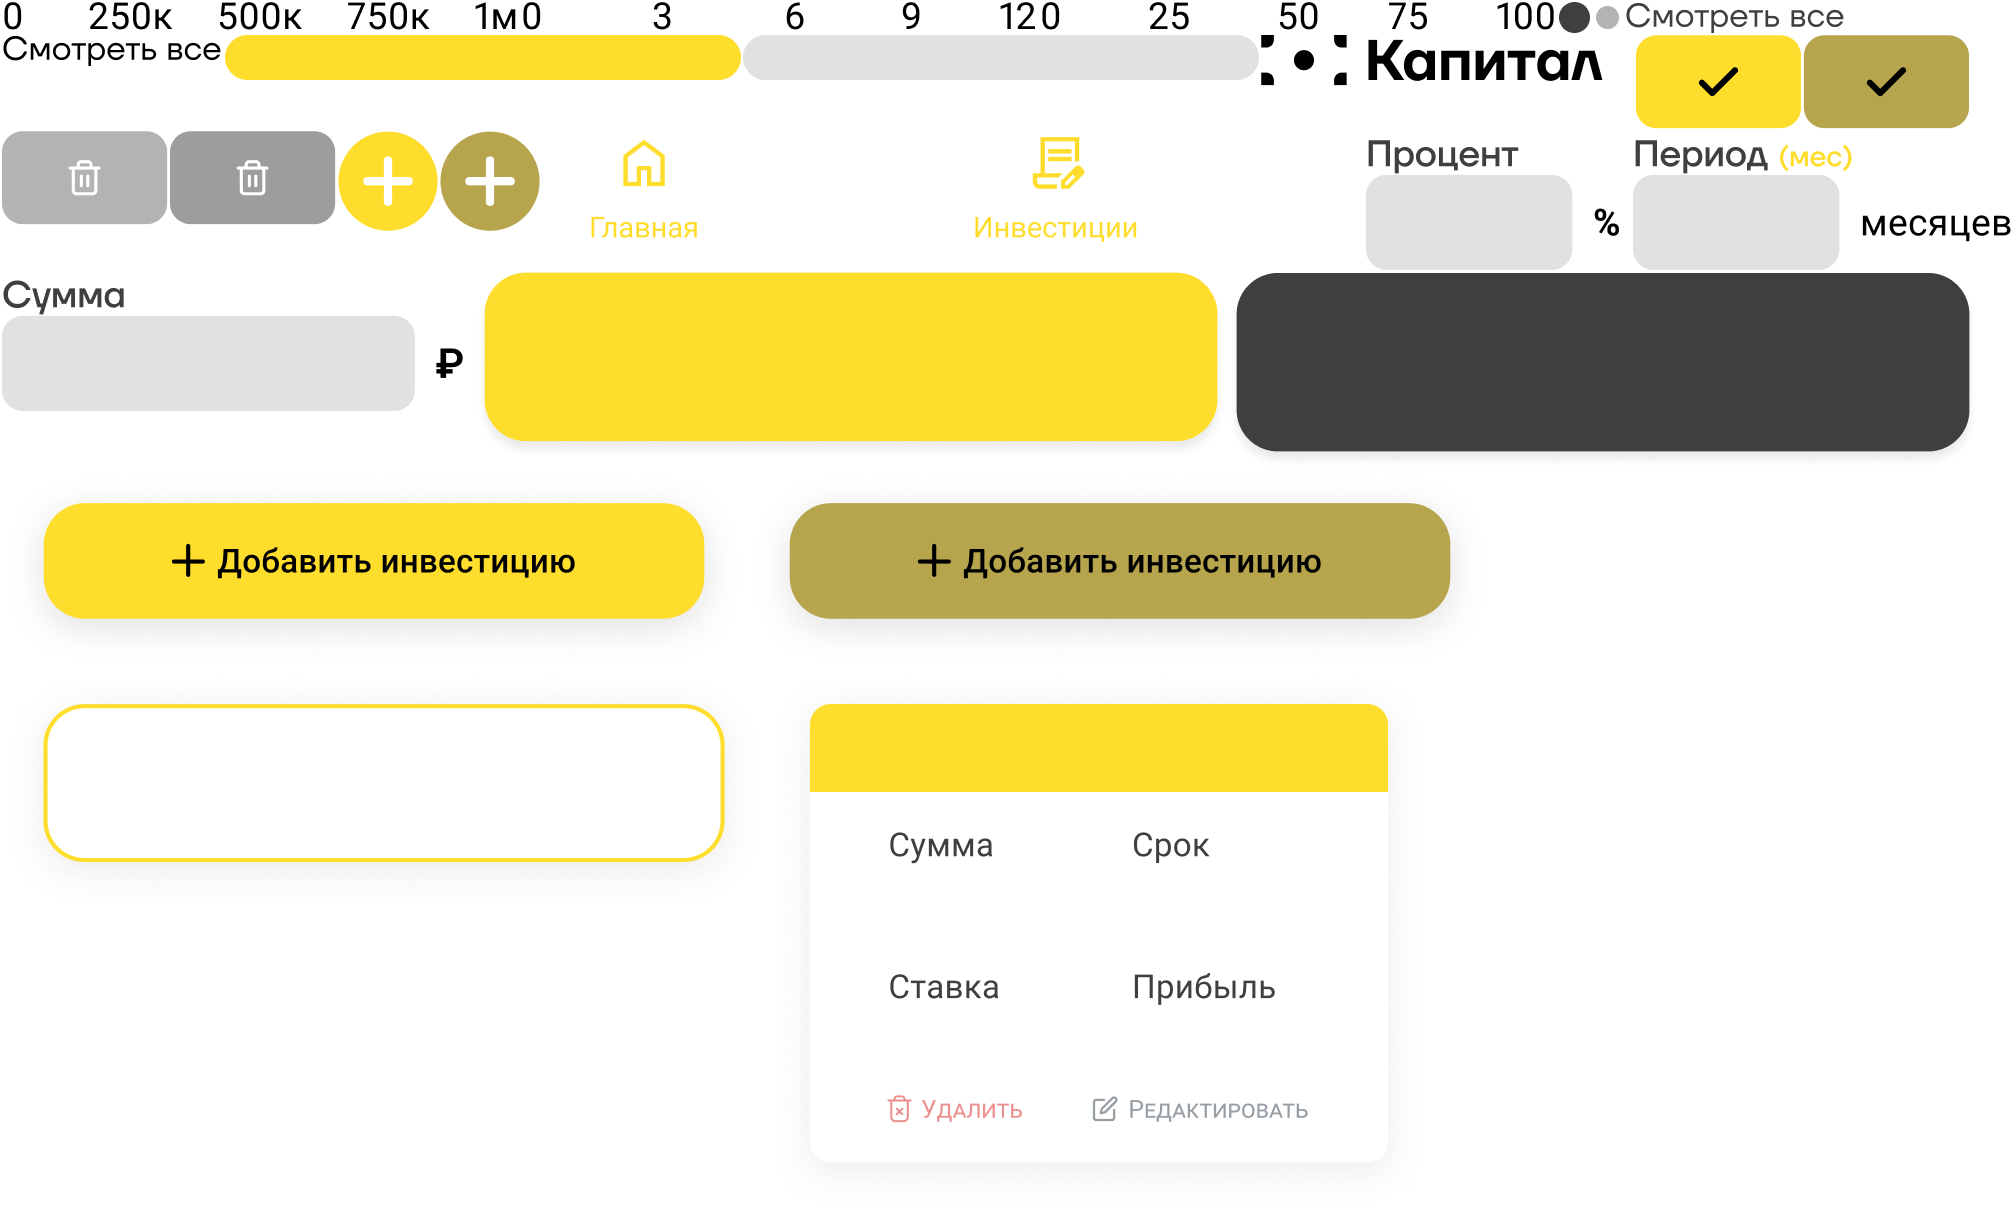 0 250к 500к 750к 1м 0 3 6 9 12 0 25 50 75 100 Смотреть все
Смотреть все
Капитал
Процент
Период (мес)
Главная
Инвестиции
%
месяцев
Сумма
₽
Добавить инвестицию
Добавить инвестицию
Сумма
Срок
Ставка
Прибыль
Удалить
Редактировать